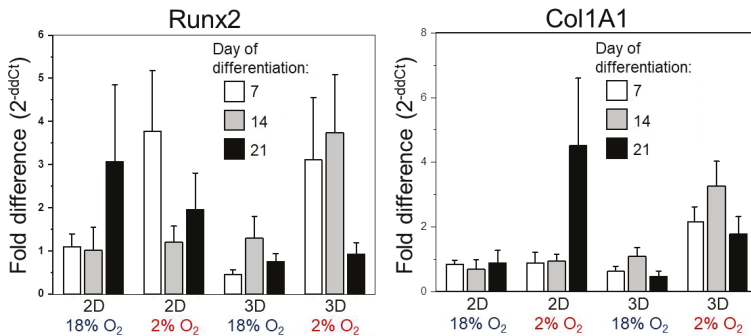 Runx2
Fold difference (2-ddCt)
6
5
4
3
2
1
0
Day of
differentiation:
7
14
21
2D 2D 3D 3D
18% O2 2% O2 18% O2 2% O2
Col1A1
Fold difference (2-ddCt)
8
6
4
2
0
Day of
differentiation:
7
14
21
2D 2D 3D 3D
18% O2 2% O2 18% O2 2% O2